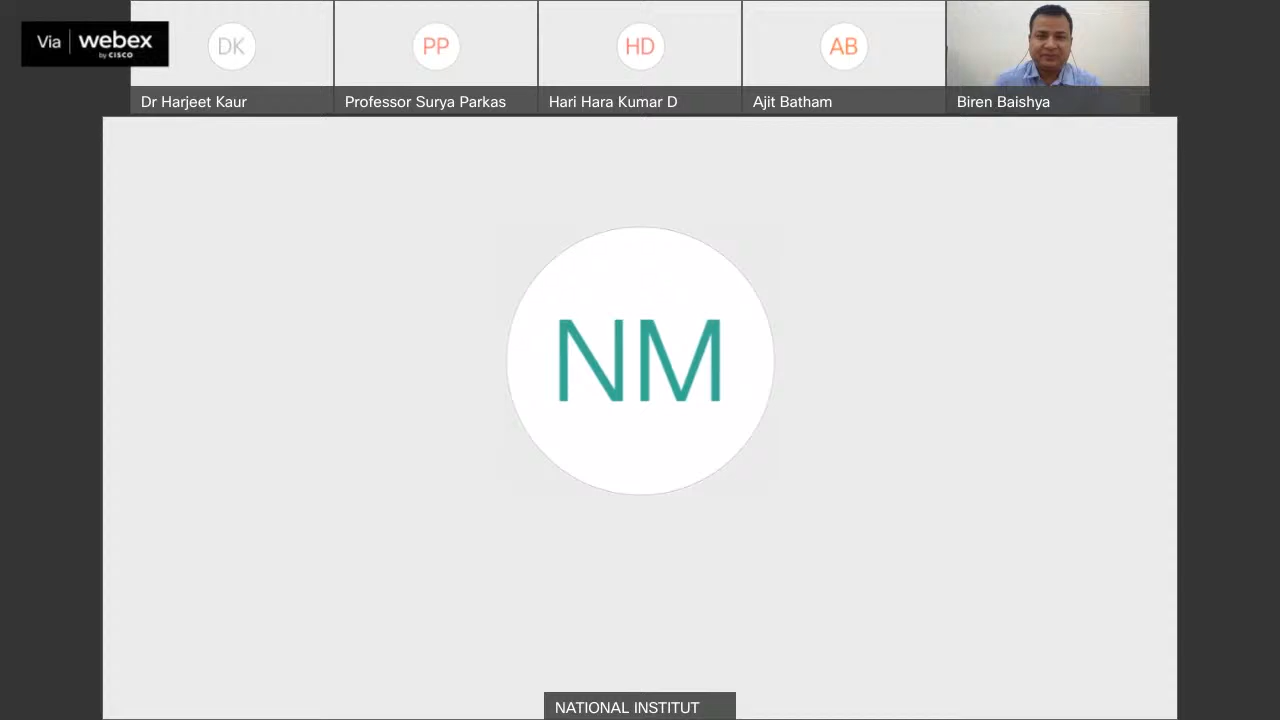 Via webex
by CISCO
DK
PP
HD
AB
Dr Harjeet Kaur
Professor Surya Parkas
Hari Hara Kumar D
Ajit Batham
Biren Baishya
NM
NATIONAL INSTITUT